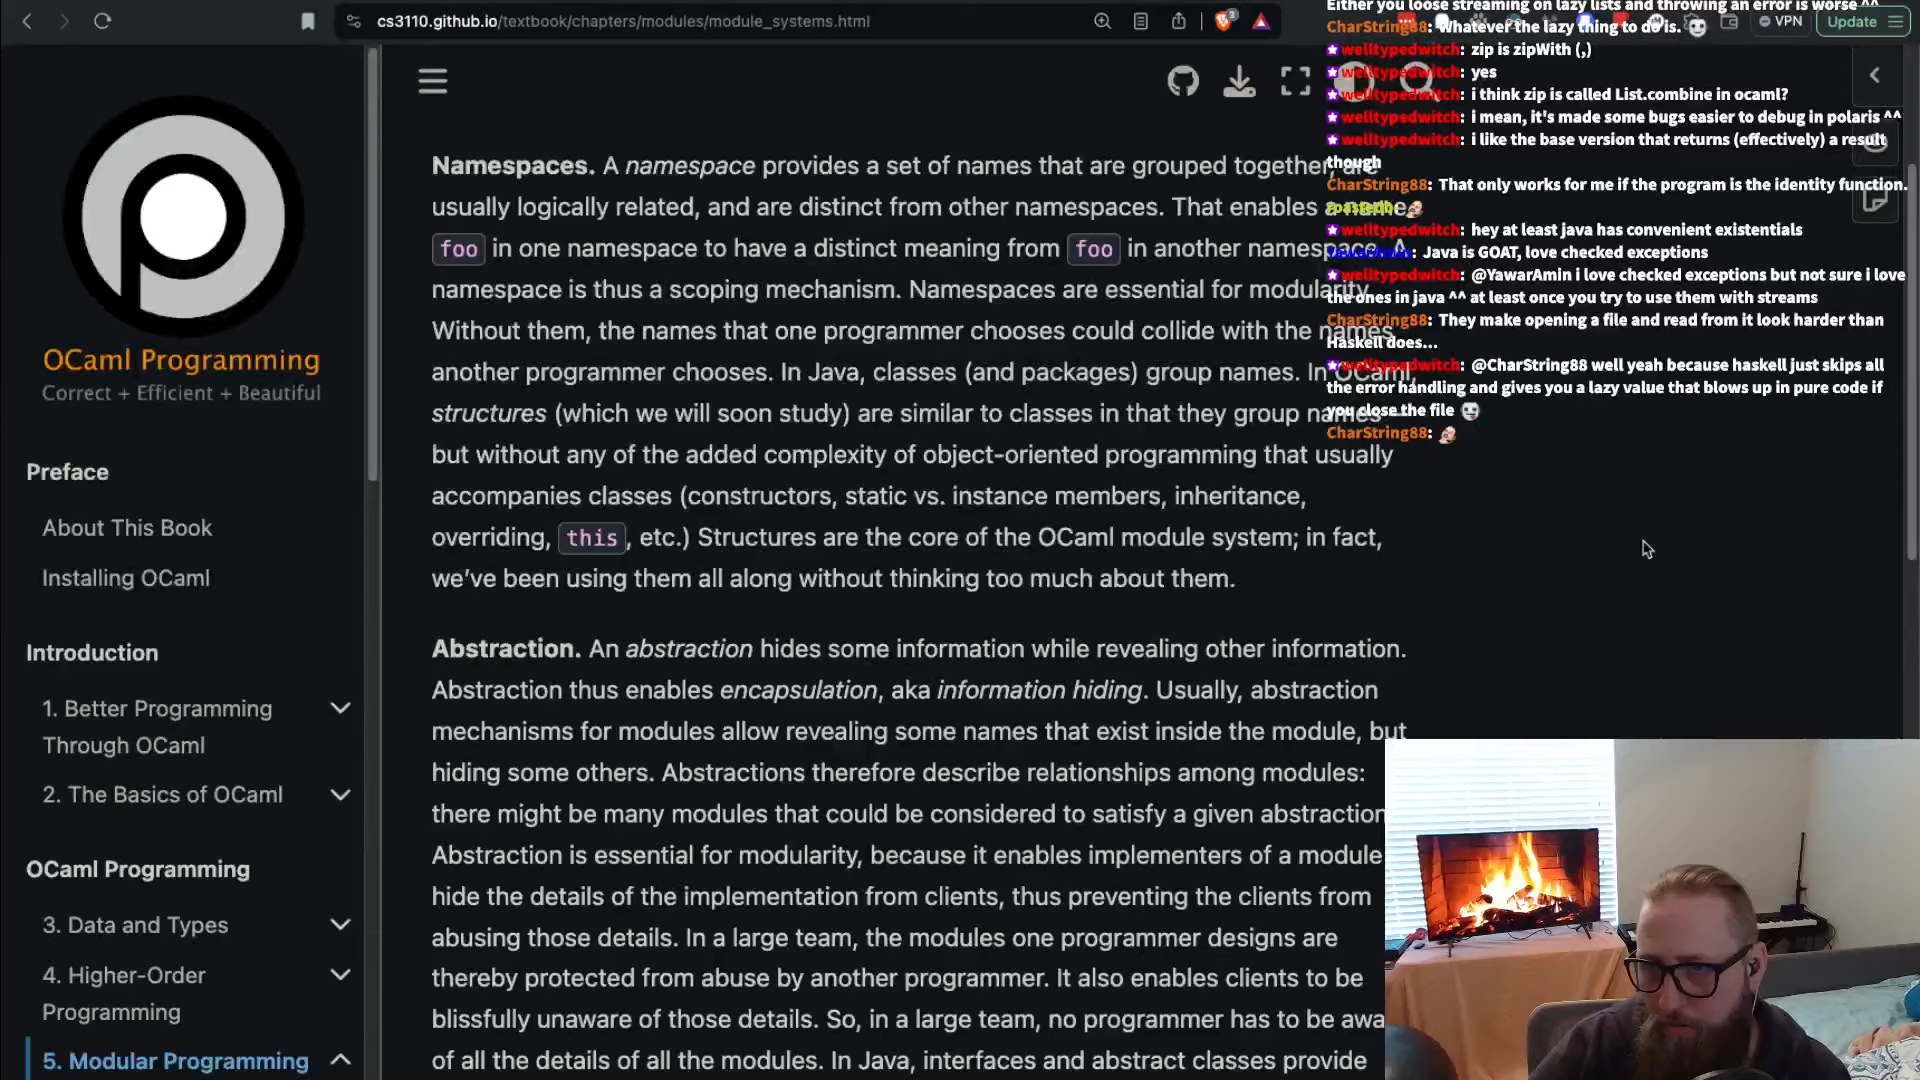 cs3110.github.io/textbook/chapters/modules/module_systems.html
VPN
Update
OCaml Programming
Correct + Efficient + Beautiful
Preface
About This Book
Installing OCaml
Introduction
1. Better Programming
Through OCaml
2. The Basics of OCaml
OCaml Programming
3. Data and Types
4. Higher-Order
Programming
5. Modular Programming
Namespaces. A namespace provides a set of names that are grouped together, are
usually logically related, and are distinct from other namespaces. That enables a name
foo in one namespace to have a distinct meaning from foo in another namespace. A
namespace is thus a scoping mechanism. Namespaces are essential for modularity.
Without them, the names that one programmer chooses could collide with the names
another programmer chooses. In Java, classes (and packages) group names. In OCaml,
structures (which we will soon study) are similar to classes in that they group names
but without any of the added complexity of object-oriented programming that usually
accompanies classes (constructors, static vs. instance members, inheritance,
overriding, this, etc.) Structures are the core of the OCaml module system; in fact,
we’ve been using them all along without thinking too much about them.
Abstraction. An abstraction hides some information while revealing other information.
Abstraction thus enables encapsulation, aka information hiding. Usually, abstraction
mechanisms for modules allow revealing some names that exist inside the module, but
hiding some others. Abstractions therefore describe relationships among modules:
there might be many modules that could be considered to satisfy a given abstraction
Abstraction is essential for modularity, because it enables implementers of a module
hide the details of the implementation from clients, thus preventing the clients from
abusing those details. In a large team, the modules one programmer designs are
thereby protected from abuse by another programmer. It also enables clients to be
blissfully unaware of those details. So, in a large team, no programmer has to be
of all the details of all the modules. In Java, interfaces and abstract classes provide
Either you loose streaming on lazy lists and throwing an error is worse ^^
CharString88: Whatever the lazy thing to do is.
welltypedwitch: zip is zipWith (,)
welltypedwitch: yes
welltypedwitch: i think zip is called List.combine in ocaml?
welltypedwitch: i mean, it's made some bugs easier to debug in polaris ^^
welltypedwitch: i like the base version that returns (effectively) a result
though
CharString88: That only works for me if the program is the identity function.
welltypedwitch: hey at least java has convenient existentials
YawarAmin: Java is GOAT, love checked exceptions
welltypedwitch: @YawarAmin i love checked exceptions but not sure i love
the ones in java ^^ at least once you try to use them with streams
CharString88: They make opening a file and read from it look harder than
Haskell does...
welltypedwitch: @CharString88 well yeah because haskell just skips all
the error handling and gives you a lazy value that blows up in pure code if
you close the file
CharString88: